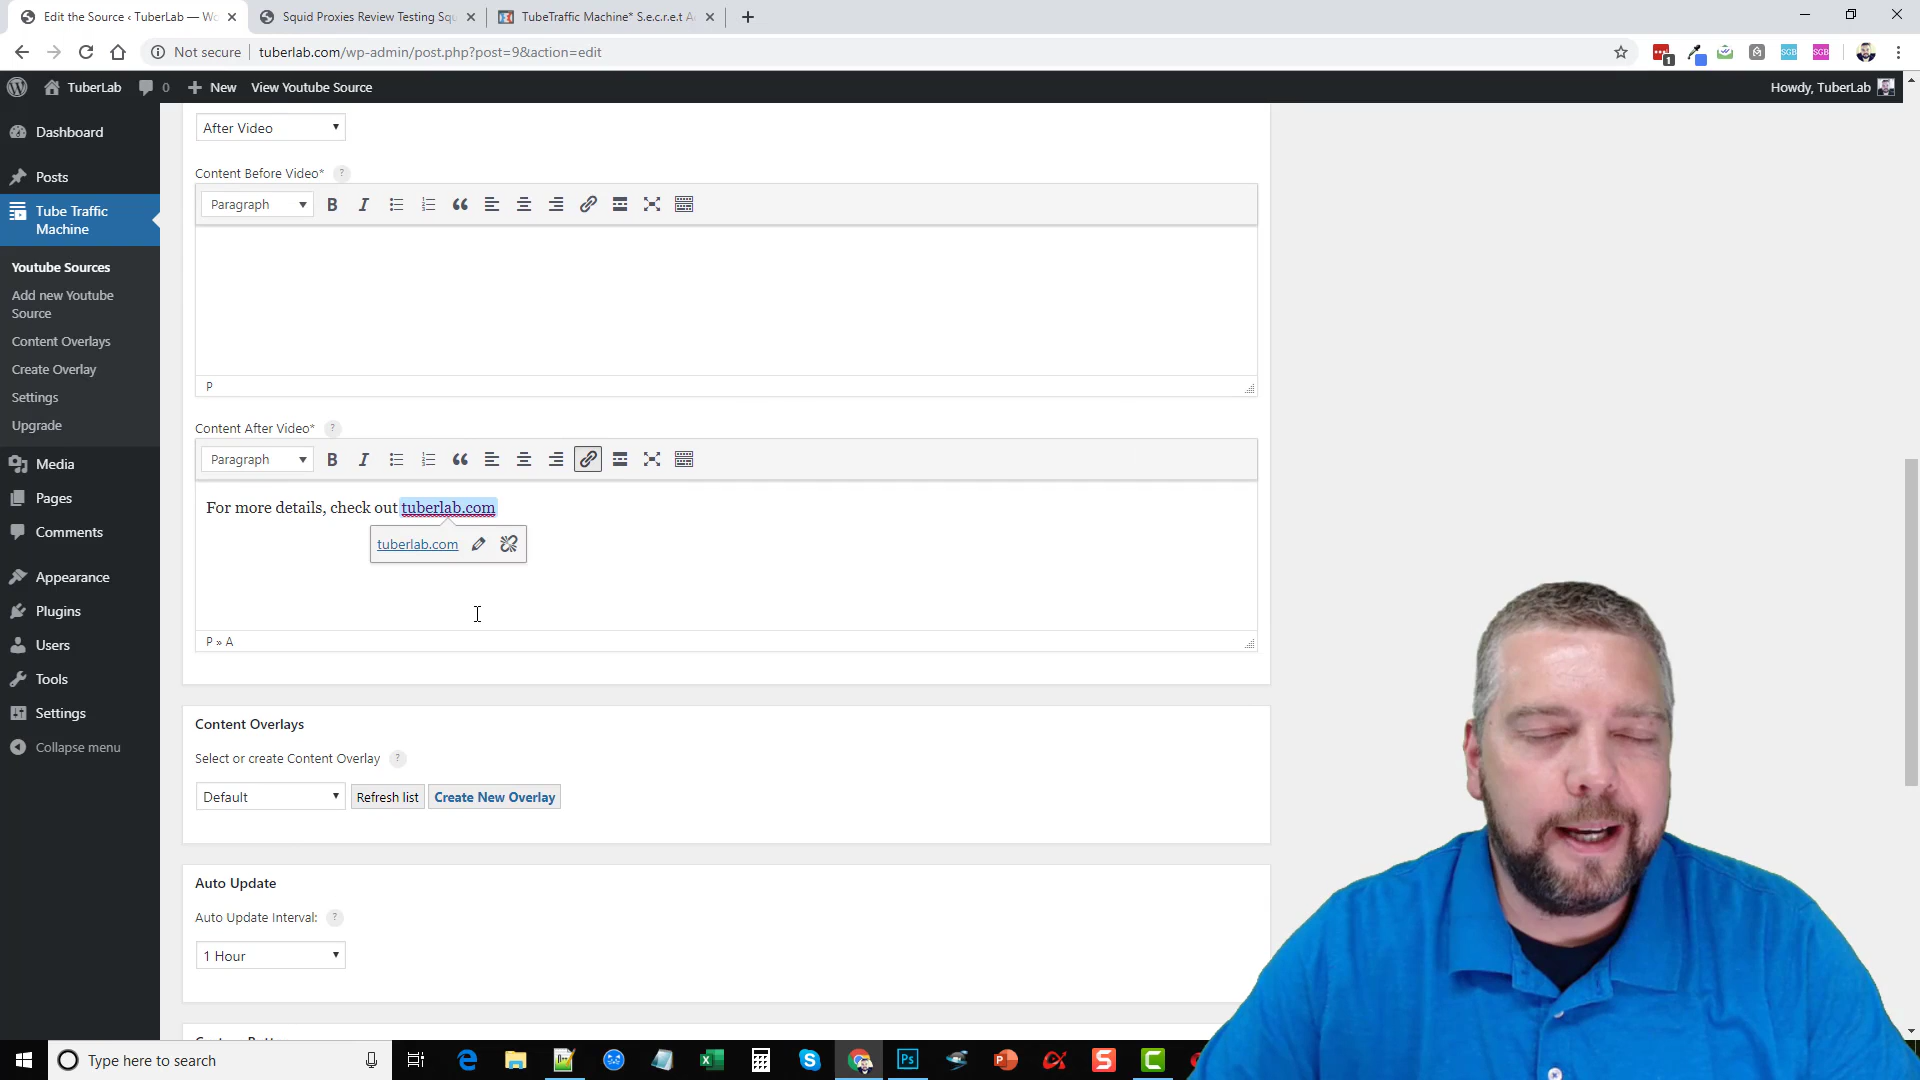 Edit the Source ‹ TuberLab — Wo
Squid Proxies Review Testing Squ
TubeTraffic Machine* S.e.c.r.e.t A
Not secure
tuberlab.com/wp-admin/post.php?post=9&action=edit
1
SGB
SGB
TuberLab
0
New
View Youtube Source
Howdy, TuberLab
Dashboard
Posts
Tube Traffic
Machine
Youtube Sources
Add new Youtube
Source
Content Overlays
Create Overlay
Settings
Upgrade
Media
Pages
Comments
Appearance
Plugins
Users
Tools
Settings
Collapse menu
After Video
Content Before Video* ?
Paragraph
B I
P
Content After Video* ?
Paragraph
B I
For more details, check out tuberlab.com
tuberlab.com
P » A
Content Overlays
Select or create Content Overlay ?
Default
Refresh list
Create New Overlay
Auto Update
Auto Update Interval: ?
1 Hour
Type here to search
Ps